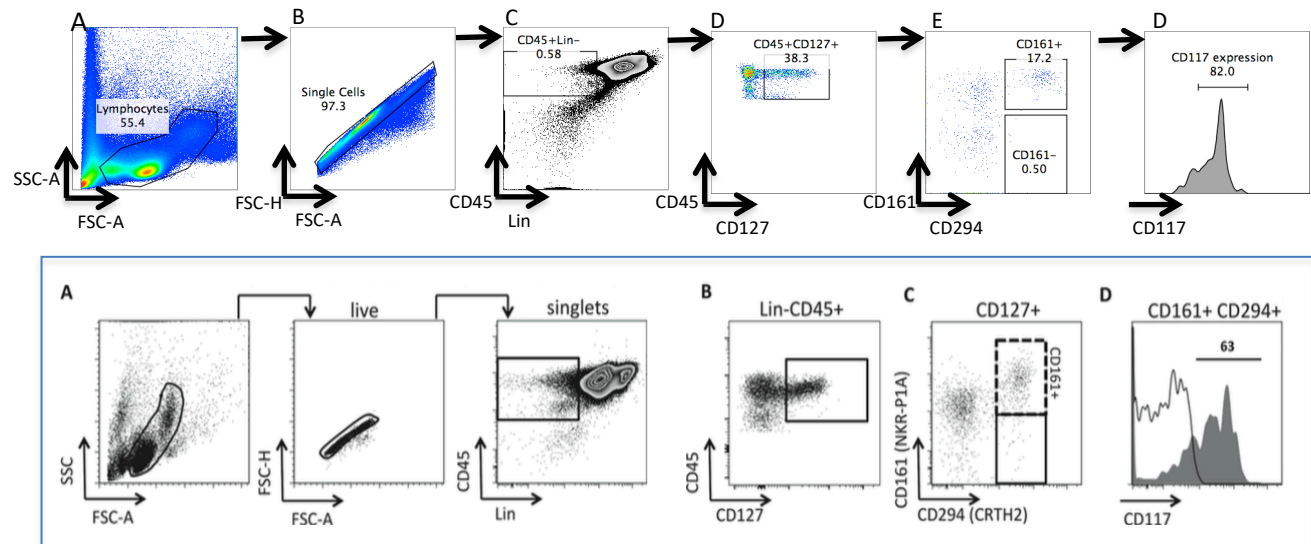 A
B
C
D
E
D
Lymphocytes
55.4
SSC-A
FSC-A
Single Cells
97.3
FSC-H
FSC-A
CD45+Lin-
0.58
CD45
Lin
CD45+CD127+
38.3
CD45
CD127
CD161+
17.2
CD161-
0.50
CD161
CD294
CD117 expression
82.0
CD117
A
live
singlets
SSC
FSC-A
FSC-H
FSC-A
CD45
Lin
B
Lin-CD45+
CD45
CD127
C
CD127+
CD161+
CD161 (NKR-P1A)
CD294 (CRTH2)
D
CD161+ CD294+
63
CD117